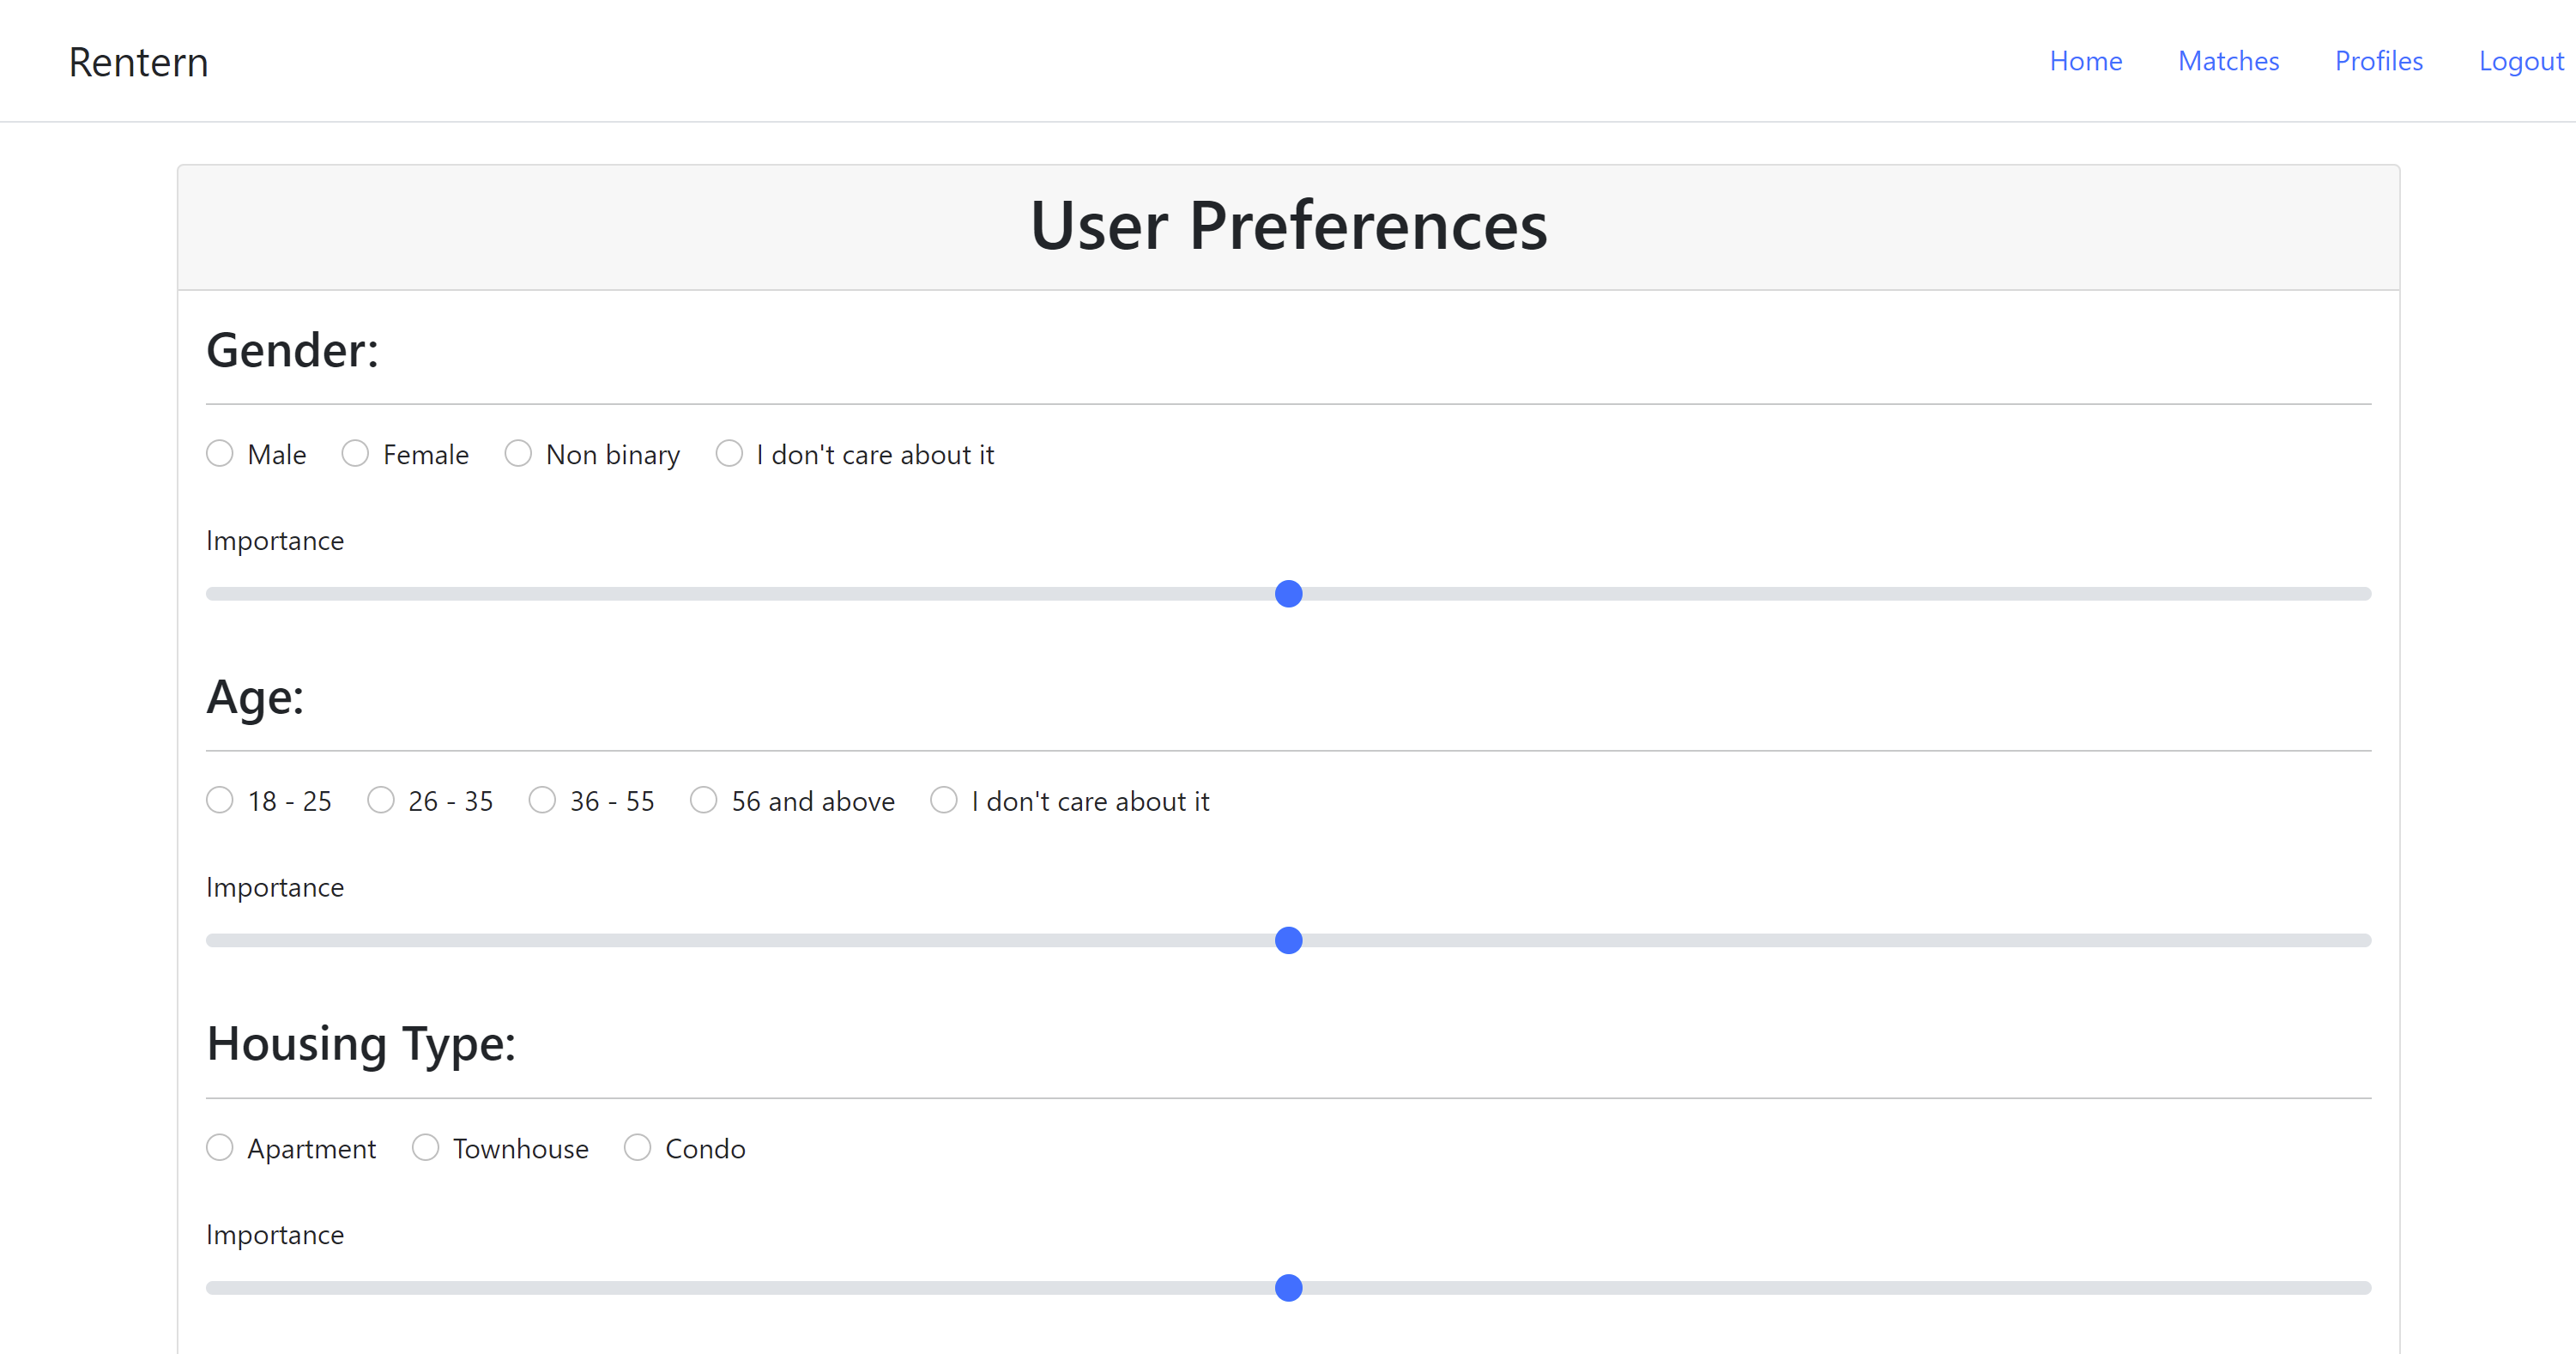 Rentern Home Matches Profiles Logout
User Preferences
Gender:
Male Female Non binary I don't care about it
Importance
Age:
18 - 25 26 - 35 36 - 55 56 and above I don't care about it
Importance
Housing Type:
Apartment Townhouse Condo
Importance